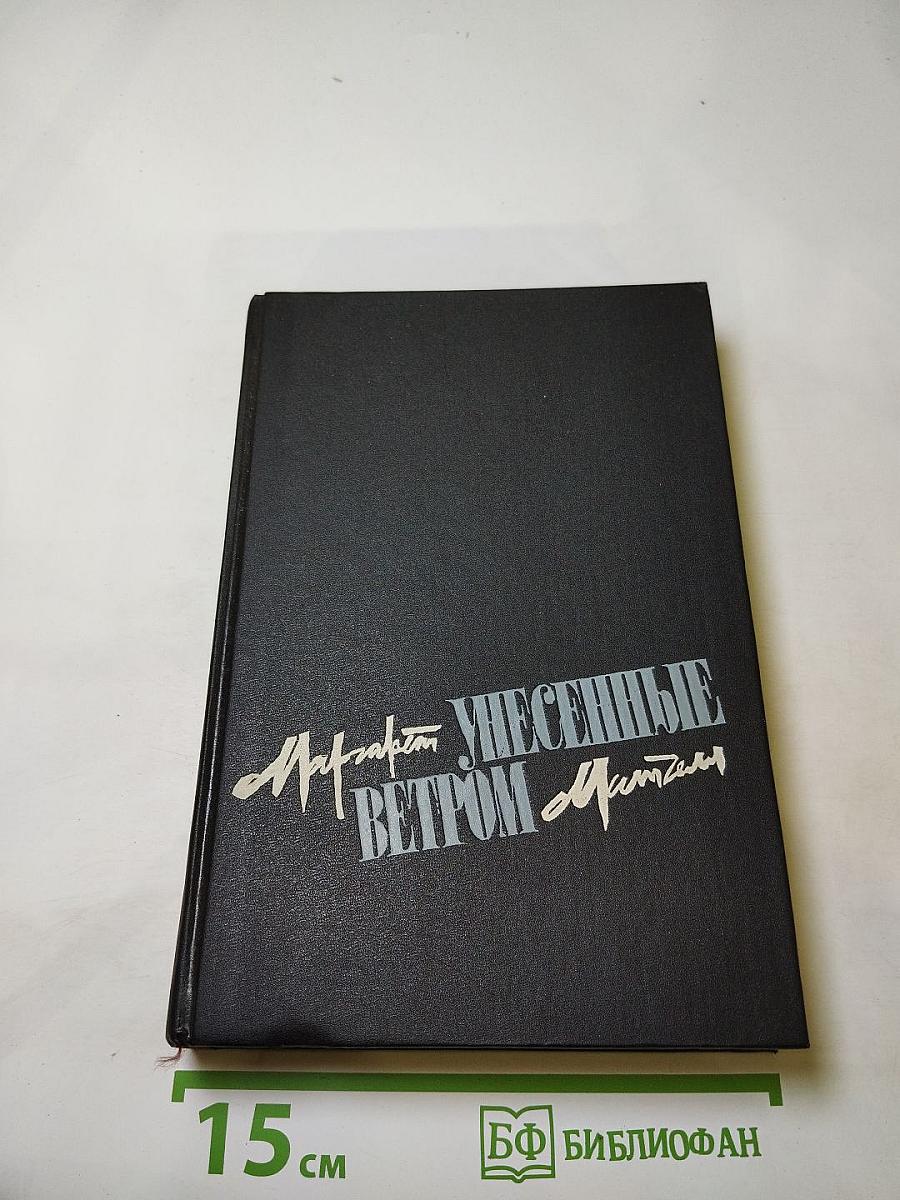 Маргарет УНЕСЕННЫЕ
ВЕТРОМ Митчелл
15 см
БФ БИБЛИОФАН